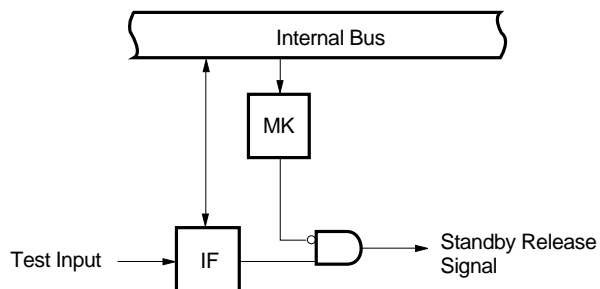 Internal Bus
MK
Test Input
IF
Standby Release
Signal